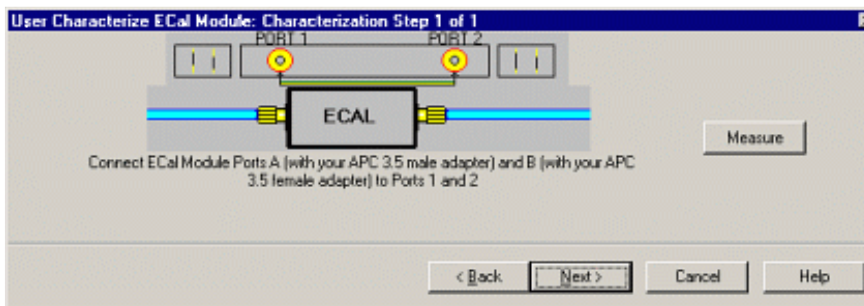 User Characterize ECal Module: Characterization Step 1 of 1
PORT 1 PORT 2
ECAL
Measure
Connect ECal Module Ports A (with your APC 3.5 male adapter) and B (with your APC
3.5 female adapter) to Ports 1 and 2
< Back Next > Cancel Help